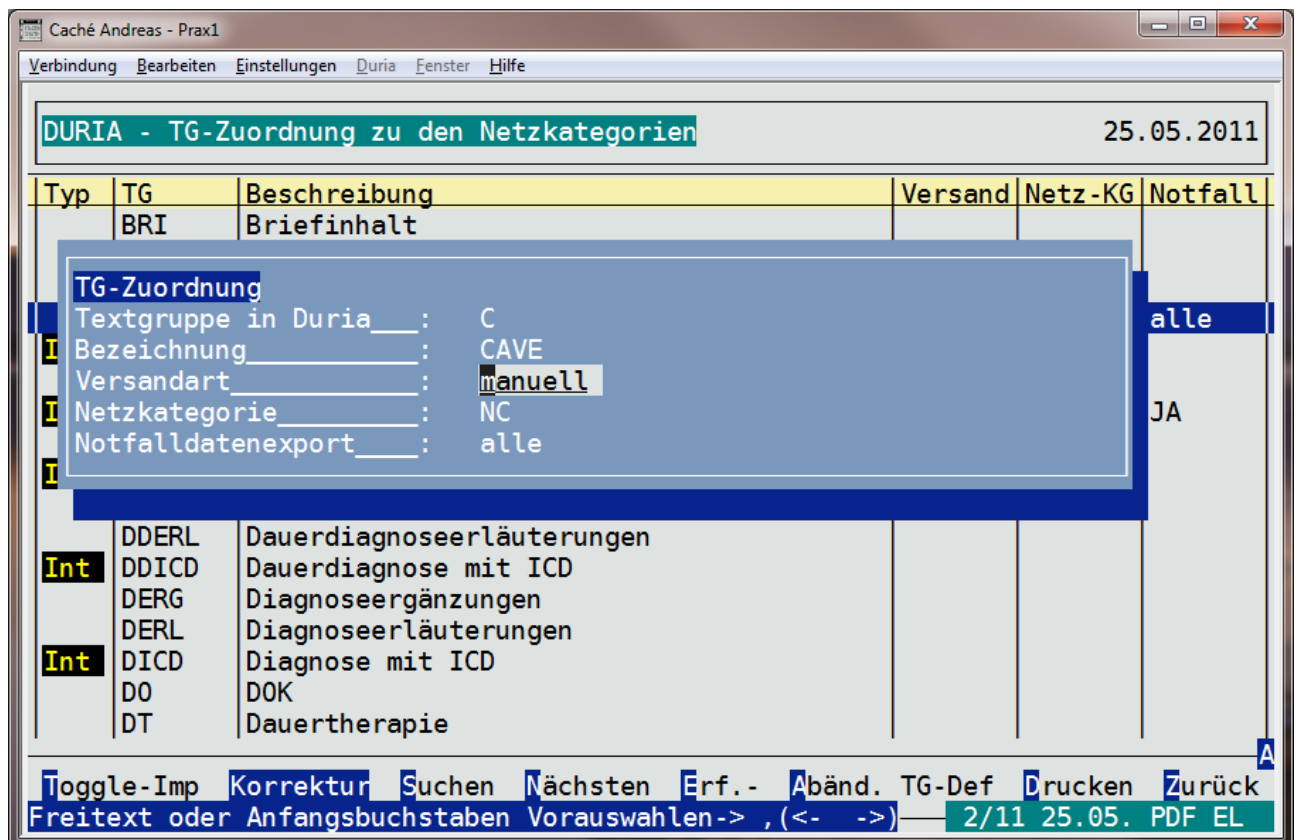 Caché Andreas - Prax1
Verbindung Bearbeiten Einstellungen Duria Fenster Hilfe
DURIA - TG-Zuordnung zu den Netzkategorien 25.05.2011
Typ TG Beschreibung Versand Netz-KG Notfall
BRI Briefinhalt
TG-Zuordnung
Textgruppe in Duria___: C alle
Bezeichnung___________: CAVE
Versandart____________: manuell
Netzkategorie_________: NC JA
Notfalldatenexport____: alle
DDERL Dauerdiagnoseerläuterungen
Int DDICD Dauerdiagnose mit ICD
DERG Diagnoseergänzungen
DERL Diagnoseerläuterungen
Int DICD Diagnose mit ICD
DO DOK
DT Dauertherapie
A
Toggle-Imp Korrektur Suchen Nächsten Erf.- Abänd. TG-Def Drucken Zurück
Freitext oder Anfangsbuchstaben Vorauswahlen-> ,(<- ->) 2/11 25.05. PDF EL